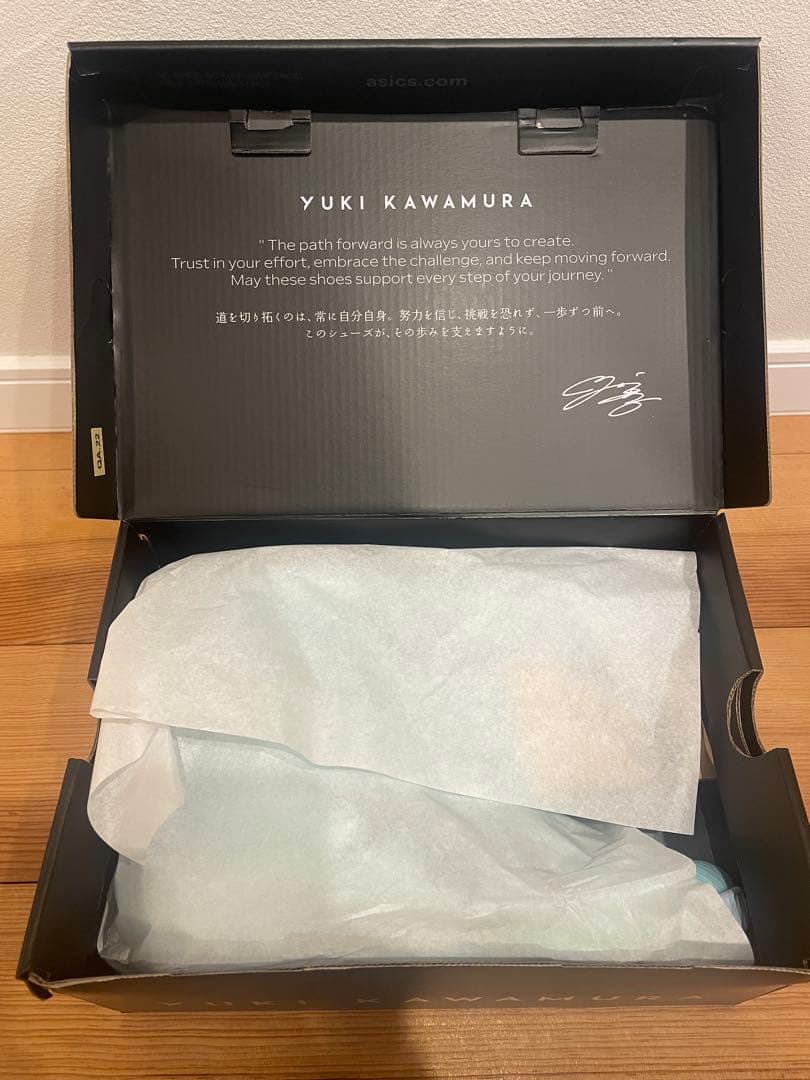 asics.com
YUKI KAWAMURA
" The path forward is always yours to create.
Trust in your effort, embrace the challenge, and keep moving forward.
May these shoes support every step of your journey. "
道を切り拓くのは、常に自分自身。努力を信じ、挑戦を恐れず、一歩ずつ前へ。
このシューズが、その歩みを支えますように。
QA 22
YUKI KAWAMURA